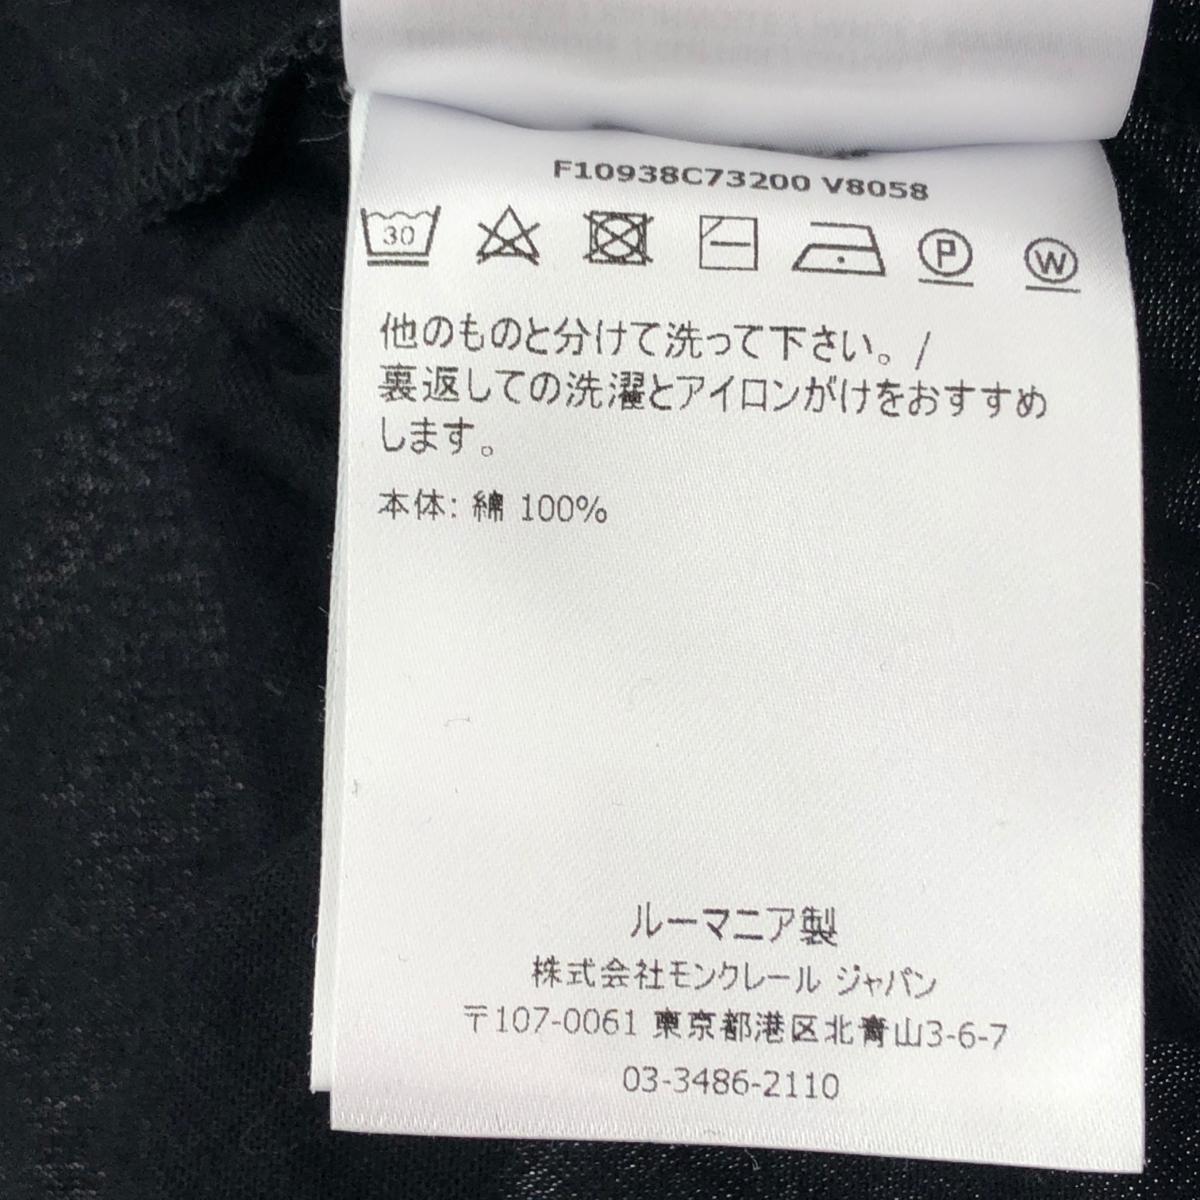 F10938C73200 V8058
30 P W
他のものと分けて洗って下さい。/
裏返しての洗濯とアイロンがけをおすすめ
します。
本体: 綿 100%
ルーマニア製
株式会社モンクレール ジャパン
〒107-0061 東京都港区北青山3-6-7
03-3486-2110